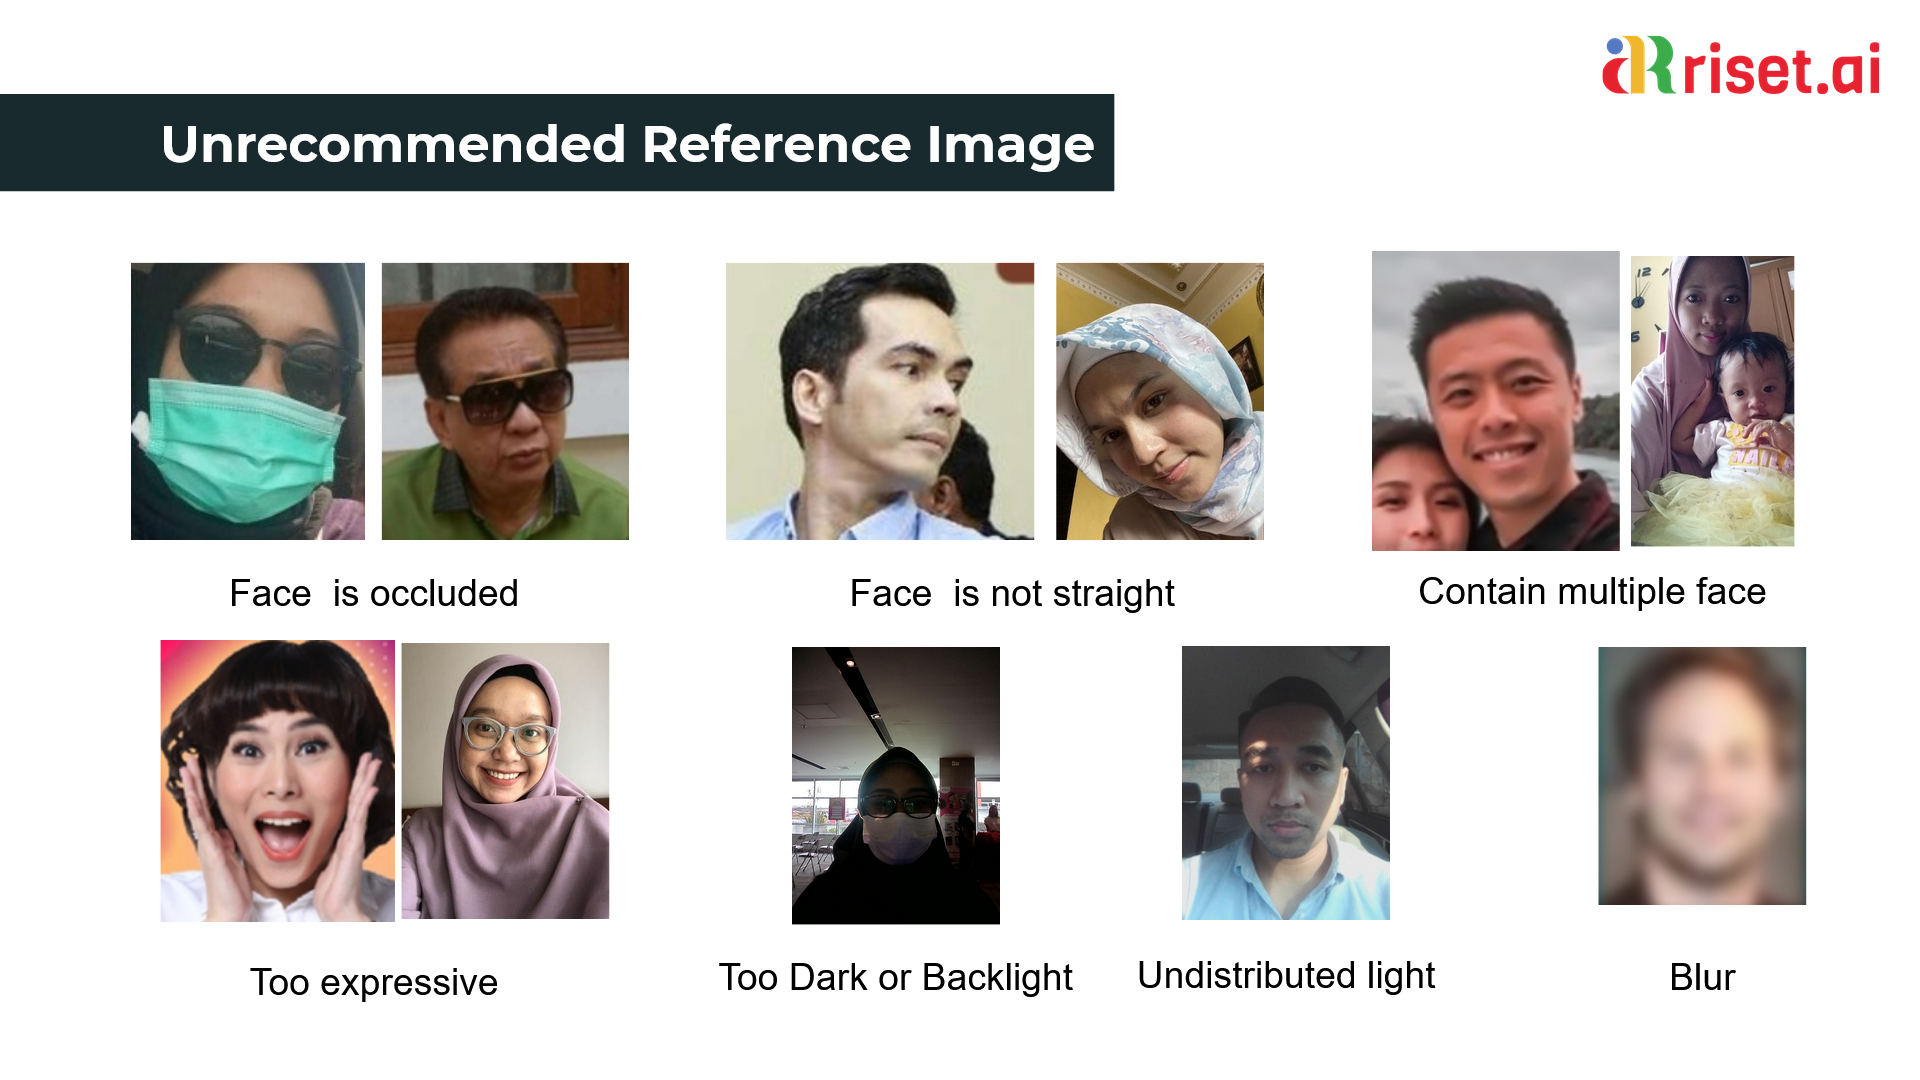 riset.ai
Unrecommended Reference Image
Face is occluded
Face is not straight
Contain multiple face
Too expressive
Too Dark or Backlight
Undistributed light
Blur